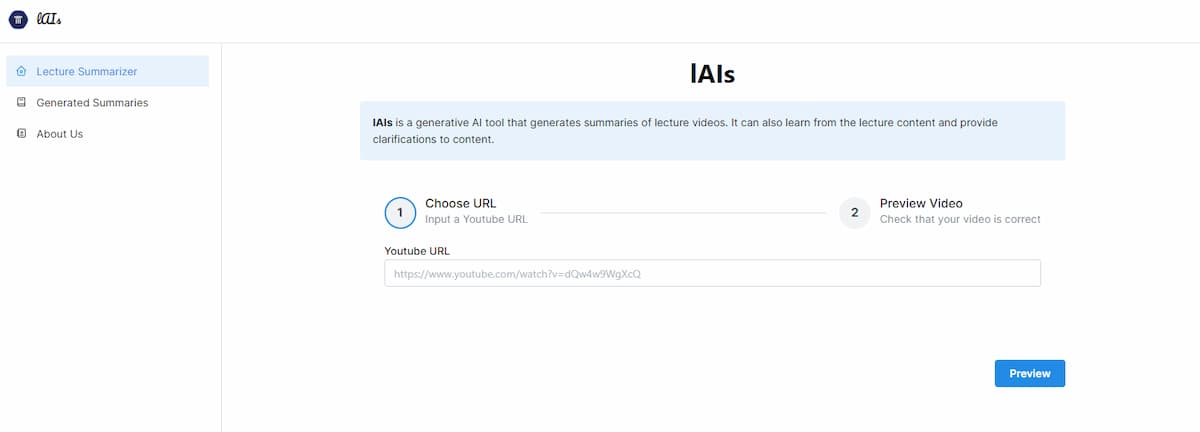 lAIs
Lecture Summarizer
Generated Summaries
About Us
lAIs
lAIs is a generative AI tool that generates summaries of lecture videos. It can also learn from the lecture content and provide
clarifications to content.
1
Choose URL
Input a Youtube URL
2
Preview Video
Check that your video is correct
Youtube URL
https://www.youtube.com/watch?v=dQw4w9WgXcQ
Preview